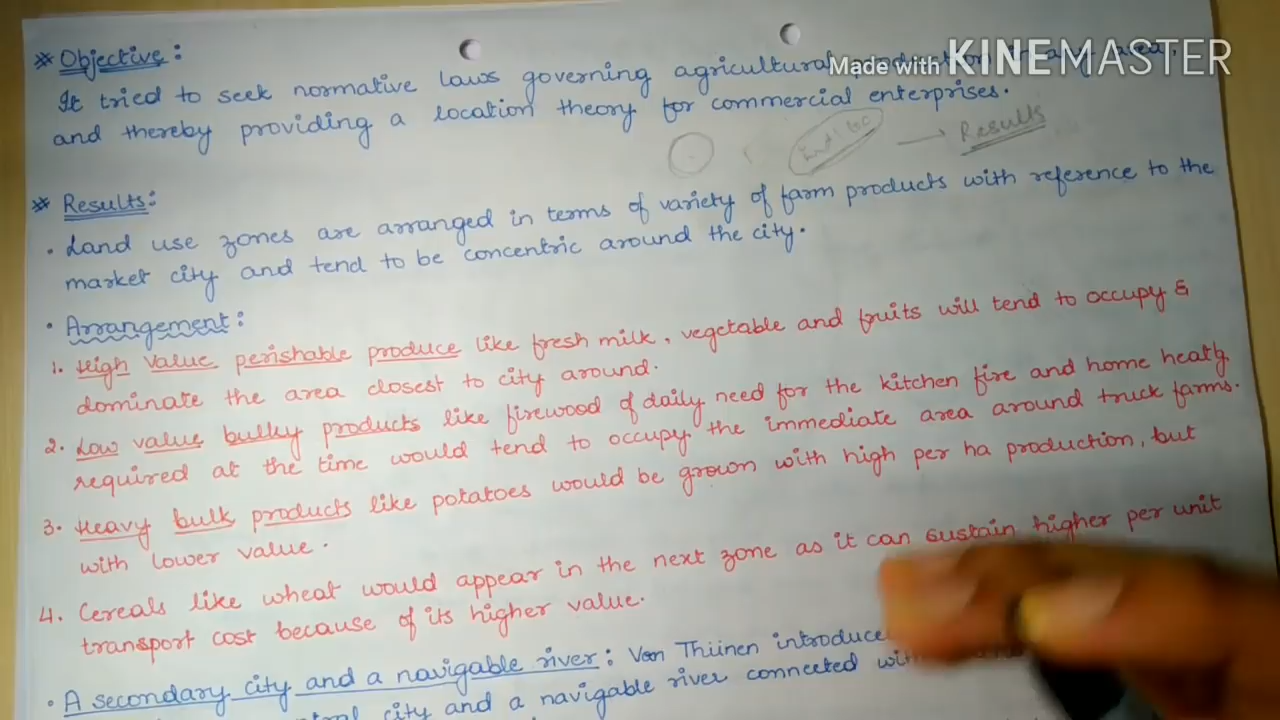 Made with KINEMASTER
* Objective:
It tried to seek normative laws governing agricultural area,
and thereby providing a location theory for commercial enterprises.
→ Results
* Results:
• Land use zones are arranged in terms of variety of farm products with reference to the
market city and tend to be concentric around the city.
• Arrangement:
1. High value perishable produce like fresh milk, vegetable and fruits will tend to occupy &
dominate the area closest to city around.
2. Low value bulky products like firewood of daily need for the kitchen fire and home heatg.
required at the time would tend to occupy the immediate area around truck farms.
3. Heavy bulk products like potatoes would be grown with high per ha production, but
with lower value.
4. Cereals like wheat would appear in the next zone as it can sustain higher per unit
transport cost because of its higher value.
• A secondary city and a navigable river: Von Thiinen introduce
city and a navigable river connected